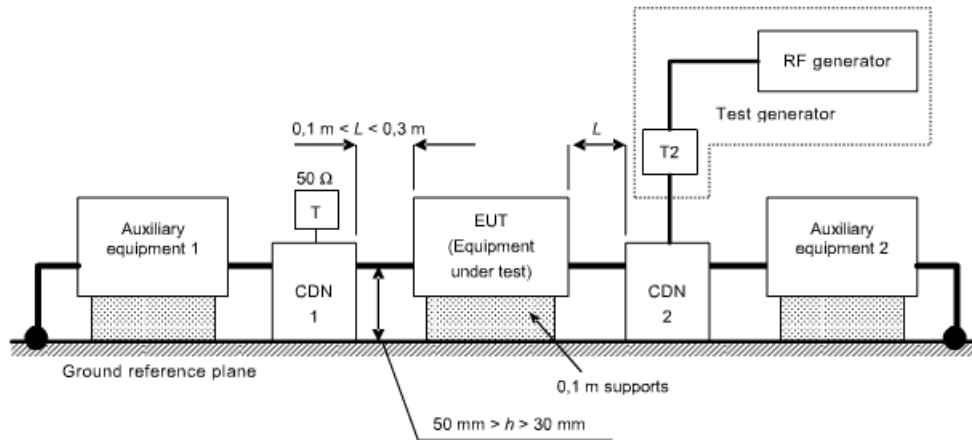 RF generator
Test generator
0,1 m < L < 0,3 m
L
T2
50 Ω
T
Auxiliary
equipment 1
EUT
(Equipment
under test)
Auxiliary
equipment 2
CDN
1
CDN
2
Ground reference plane
0,1 m supports
50 mm > h > 30 mm